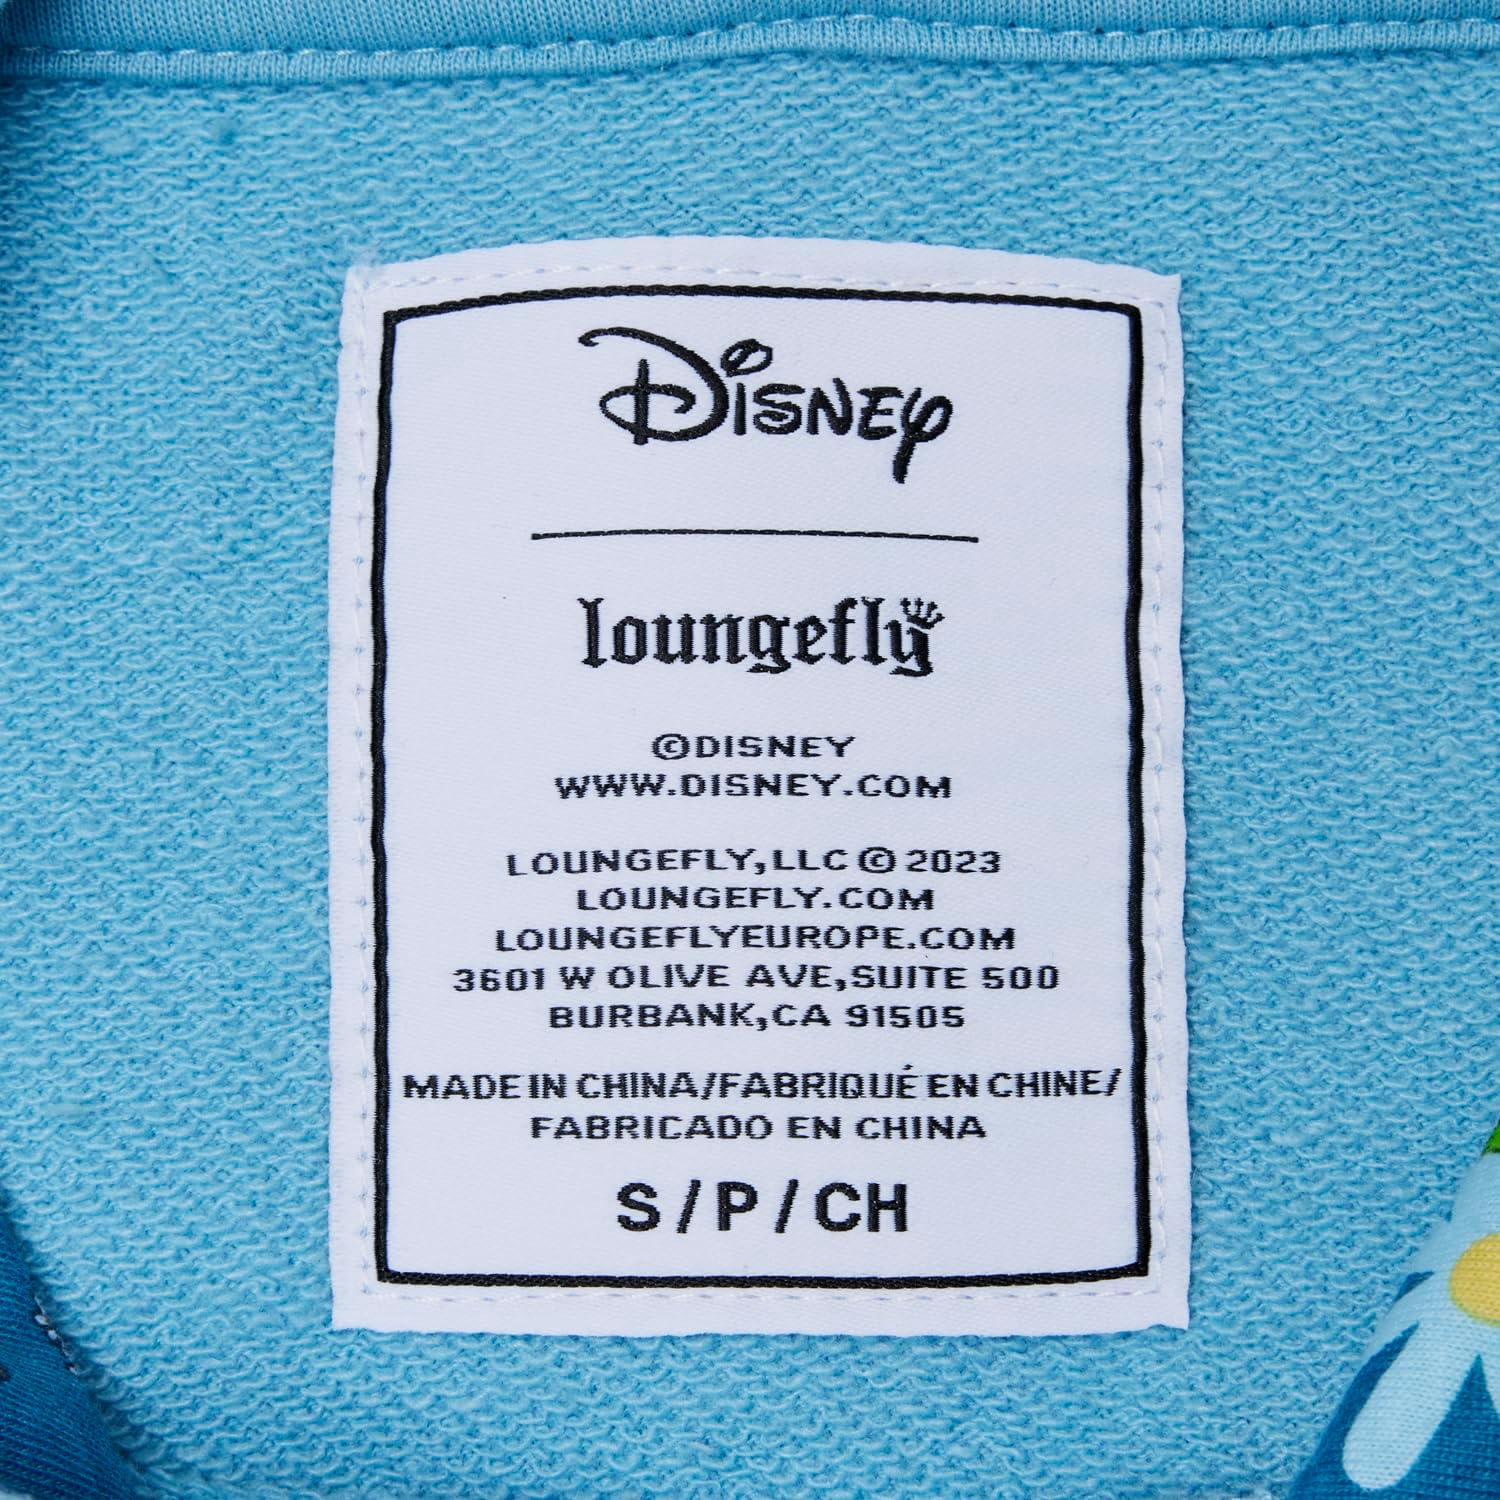 Disney
loungefly
©DISNEY
WWW.DISNEY.COM
LOUNGEFLY,LLC © 2023
LOUNGEFLY.COM
LOUNGEFLYEUROPE.COM
3601 W OLIVE AVE,SUITE 500
BURBANK,CA 91505
MADE IN CHINA/FABRIQUÉ EN CHINE/
FABRICADO EN CHINA
S / P / CH